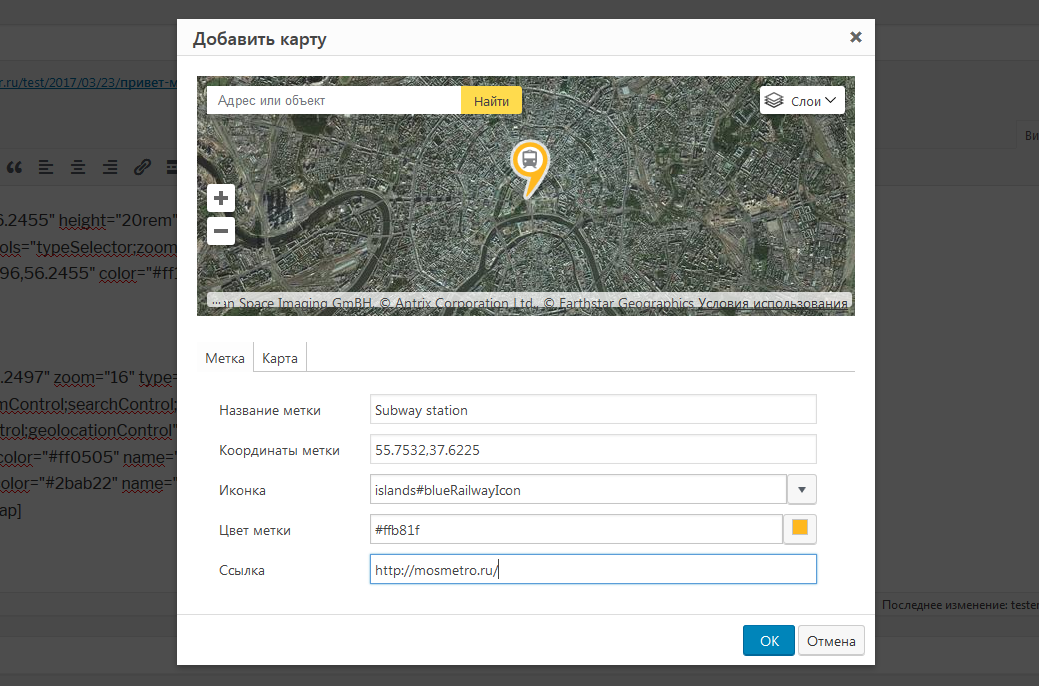 Добавить карту
r.ru/test/2017/03/23/привет-м
Адрес или объект
Найти
Слои
Ви
6.2455" height="20rem"
ols="typeSelector;zoom
96,56.2455" color="#ff
...an Space Imaging GmBH, © Antrix Corporation Ltd., © Earthstar Geographics Условия использования
Метка
Карта
.2497" zoom="16" type=
mControl;searchControl;
trol;geolocationControl"
color="#ff0505" name="
olor="#2bab22" name="
ap]
Название метки
Subway station
Координаты метки
55.7532,37.6225
Иконка
islands#blueRailwayIcon
Цвет метки
#ffb81f
Ссылка
http://mosmetro.ru/
Последнее изменение: tester
OK
Отмена